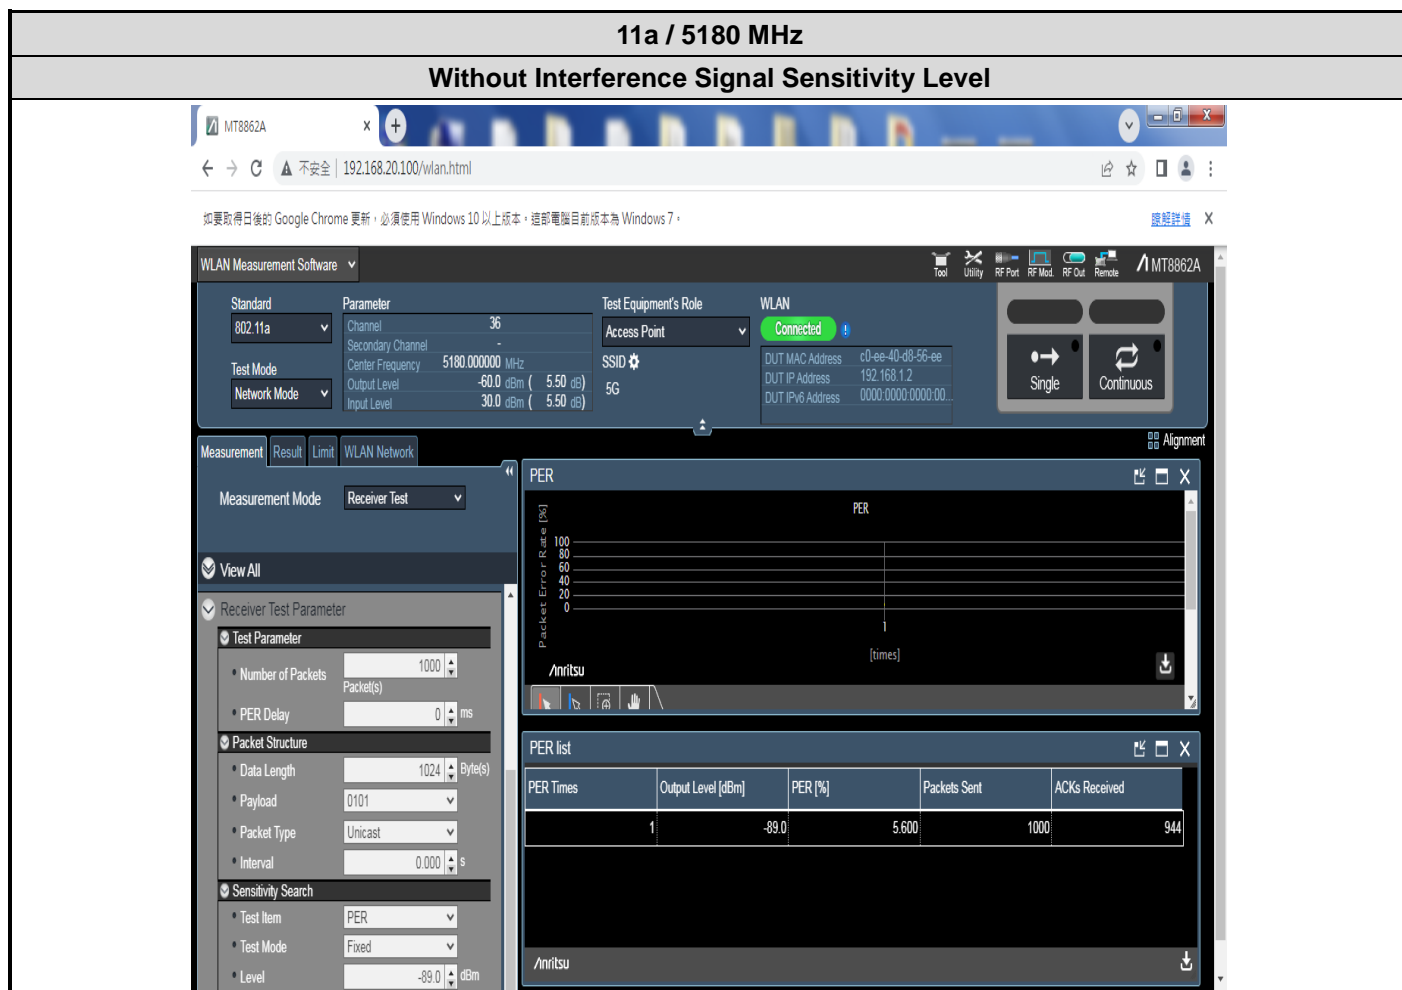 11a / 5180 MHz
Without Interference Signal Sensitivity Level
MT8862A
不安全 | 192.168.20.100/wlan.html
如要取得日後的 Google Chrome 更新，必須使用 Windows 10 以上版本。這部電腦目前版本為 Windows 7。 瞭解詳情
WLAN Measurement Software Tool Utility RF Port RF Mod. RF Out Remote MT8862A
Standard Parameter Test Equipment's Role WLAN
802.11a Channel 36 Access Point Connected
Secondary Channel -
Test Mode Center Frequency 5180.000000 MHz SSID DUT MAC Address c0-ee-40-d8-56-ee
Network Mode Output Level -60.0 dBm ( 5.50 dB) 5G DUT IP Address 192.168.1.2
Input Level 30.0 dBm ( 5.50 dB) DUT IPv6 Address 0000:0000:0000:00...
Single Continuous
Alignment
Measurement Result Limit WLAN Network
Measurement Mode Receiver Test
View All
Receiver Test Parameter
Test Parameter
Number of Packets 1000
Packet(s)
PER Delay 0 ms
Packet Structure
Data Length 1024 Byte(s)
Payload 0101
Packet Type Unicast
Interval 0.000 s
Sensitivity Search
Test Item PER
Test Mode Fixed
Level -89.0 dBm
PER
PER
Packet Error Rate [%]
100
80
60
40
20
0
1
[times]
Anritsu
PER list
PER Times Output Level [dBm] PER [%] Packets Sent ACKs Received
1 -89.0 5.600 1000 944
Anritsu